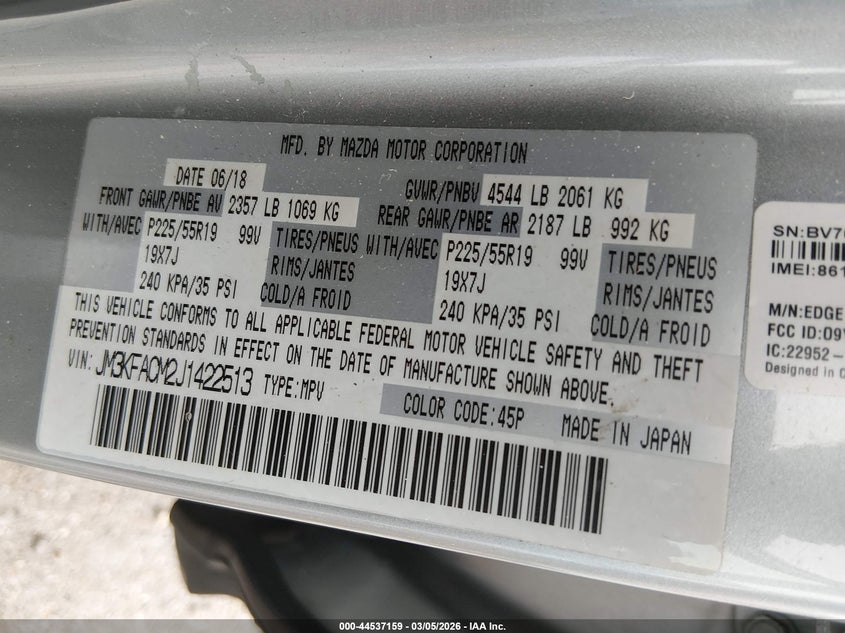 MFD. BY MAZDA MOTOR CORPORATION
DATE 06/18 GVWR/PNBV 4544 LB 2061 KG
FRONT GAWR/PNBE AV 2357 LB 1069 KG REAR GAWR/PNBE AR 2187 LB 992 KG
WITH/AVEC P225/55R19 99V TIRES/PNEUS WITH/AVEC P225/55R19 99V TIRES/PNEUS
19X7J RIMS/JANTES 19X7J RIMS/JANTES
240 KPA/35 PSI COLD/A FROID 240 KPA/35 PSI COLD/A FROID
THIS VEHICLE CONFORMS TO ALL APPLICABLE FEDERAL MOTOR VEHICLE SAFETY AND THEFT
PREVENTION STANDARDS IN EFFECT ON THE DATE OF MANUFACTURE SHOWN ABOVE.
VIN: JM3KFACM2J1422513 TYPE:MPV
COLOR CODE:45P MADE IN JAPAN
SN:BV70
IMEI:861
M/N:EDGE
FCC ID:O9Y
IC:22952-
Designed in C
000-44537159 — 03/05/2026 — IAA Inc.